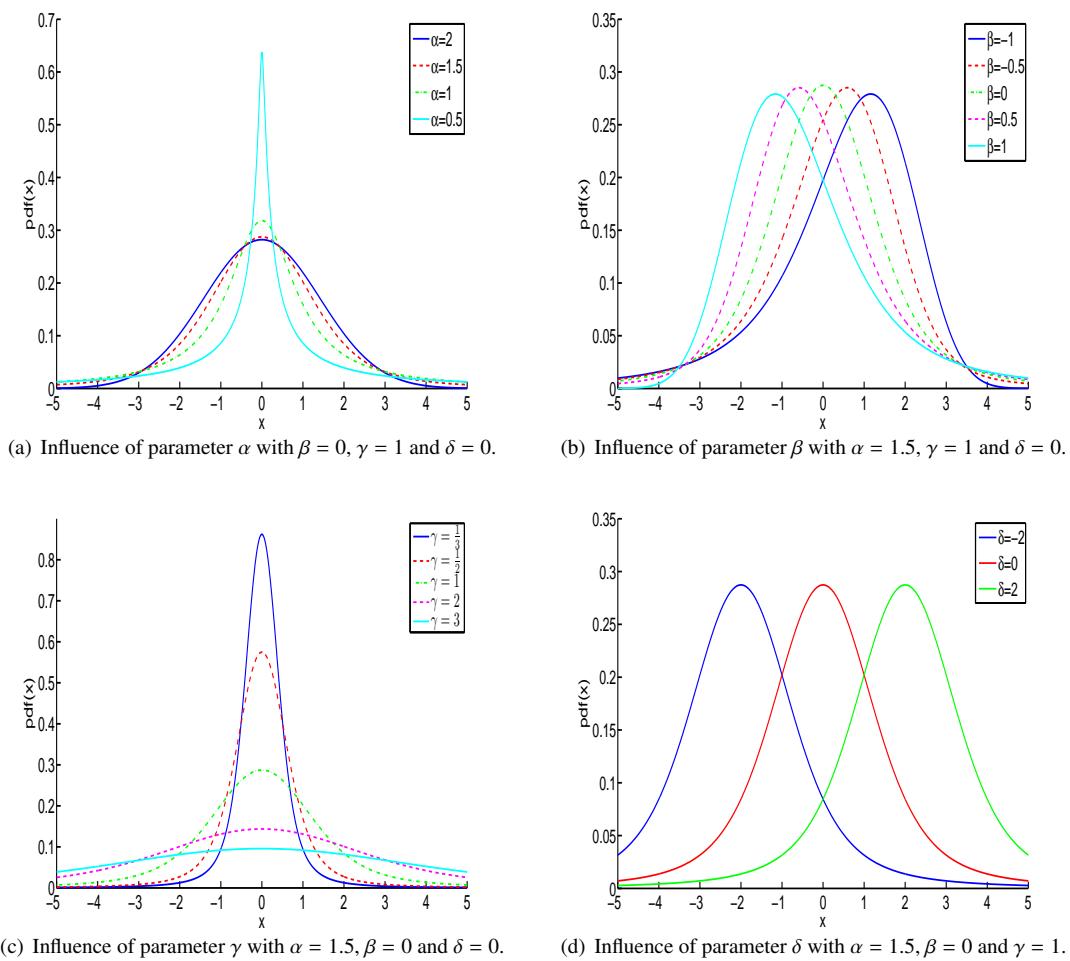 0.7
0.6
0.5
0.4
0.3
0.2
0.1
0
pdf(x)
−5 −4 −3 −2 −1 0 1 2 3 4 5
x
α=2
α=1.5
α=1
α=0.5
(a) Influence of parameter α with β = 0, γ = 1 and δ = 0.
0.35
0.3
0.25
0.2
0.15
0.1
0.05
0
pdf(x)
−5 −4 −3 −2 −1 0 1 2 3 4 5
x
β=−1
β=−0.5
β=0
β=0.5
β=1
(b) Influence of parameter β with α = 1.5, γ = 1 and δ = 0.
0.8
0.7
0.6
0.5
0.4
0.3
0.2
0.1
0
pdf(x)
−5 −4 −3 −2 −1 0 1 2 3 4 5
x
γ = 1/3
γ = 1/2
γ = 1
γ = 2
γ = 3
(c) Influence of parameter γ with α = 1.5, β = 0 and δ = 0.
0.35
0.3
0.25
0.2
0.15
0.1
0.05
0
pdf(x)
−5 −4 −3 −2 −1 0 1 2 3 4 5
x
δ=−2
δ=0
δ=2
(d) Influence of parameter δ with α = 1.5, β = 0 and γ = 1.